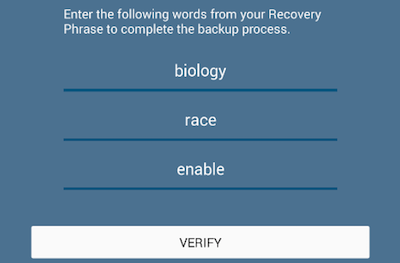 Enter the following words from your Recovery
Phrase to complete the backup process.
biology
race
enable
VERIFY